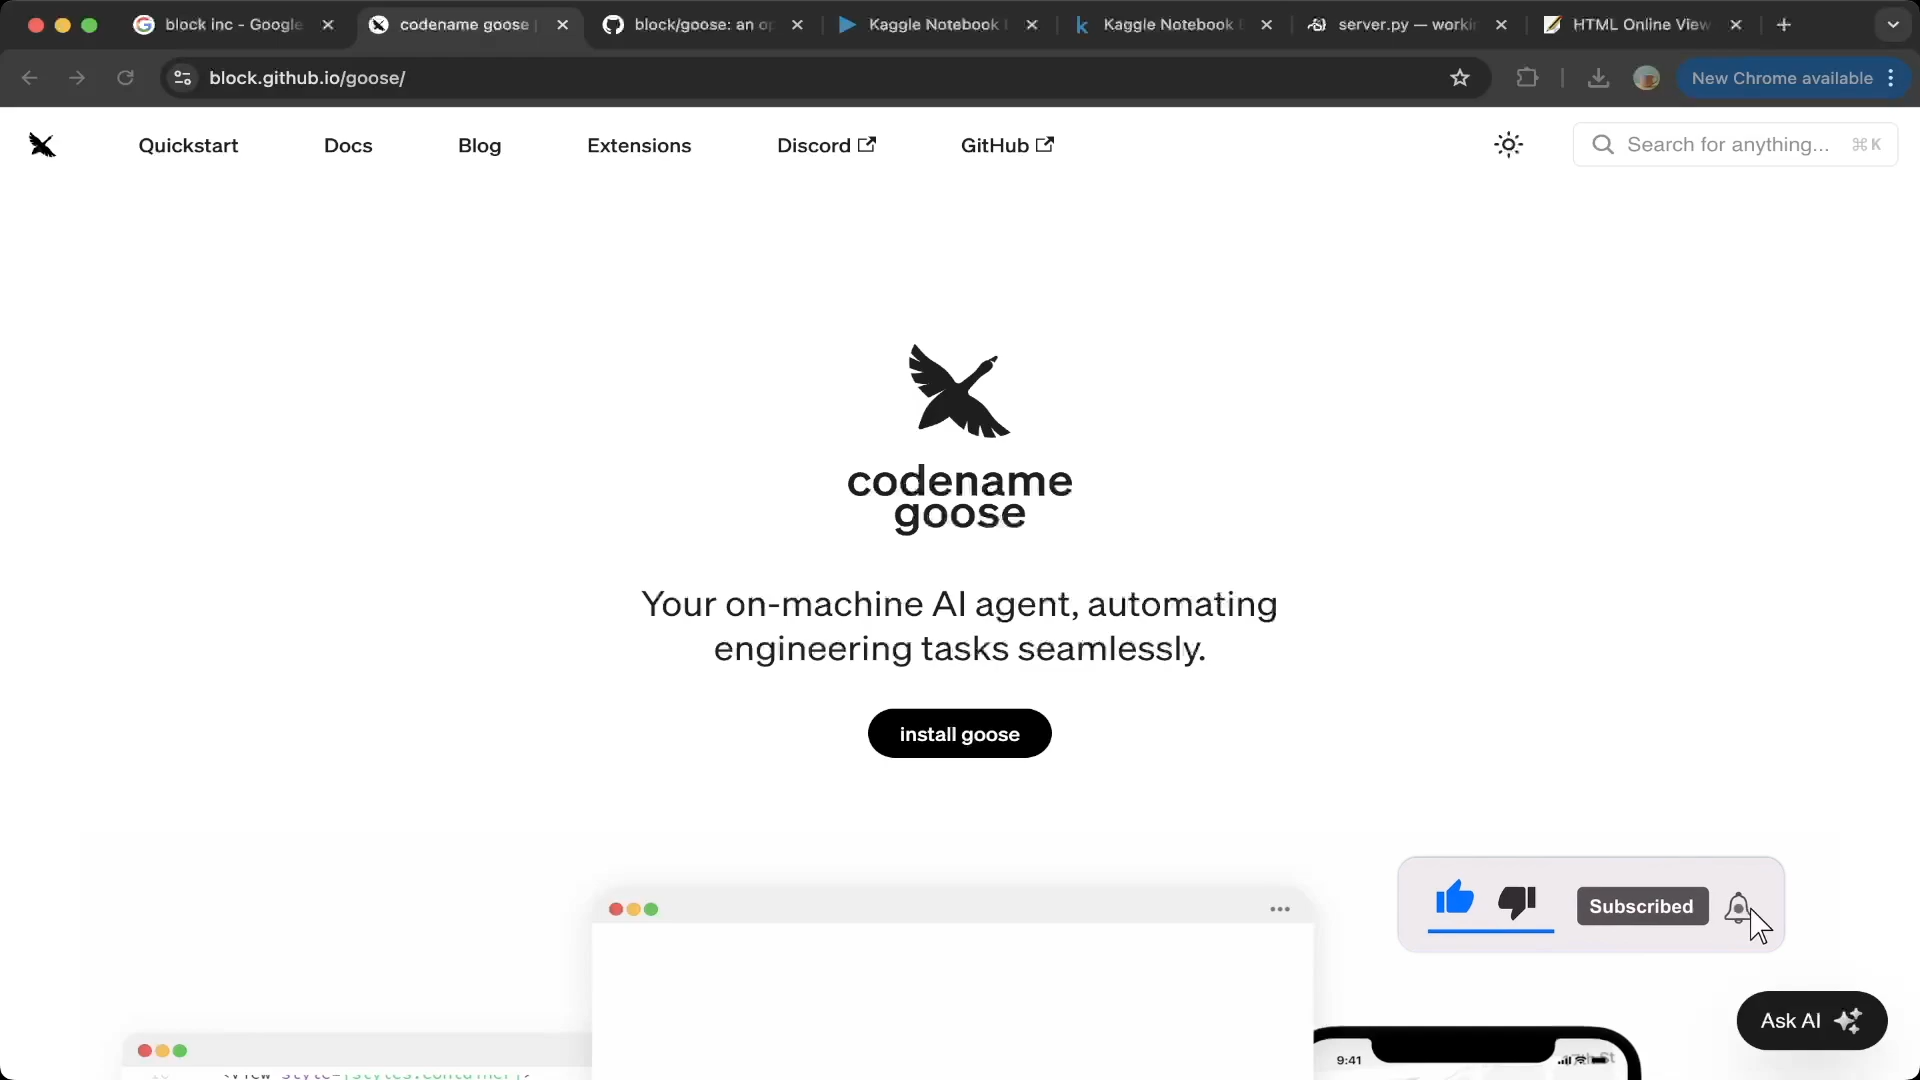 block inc - Google
codename goose
block/goose: an op
Kaggle Notebook
Kaggle Notebook
server.py — workin
HTML Online View
block.github.io/goose/
New Chrome available
Quickstart
Docs
Blog
Extensions
Discord
GitHub
Search for anything...
⌘K
codename
goose
Your on-machine AI agent, automating
engineering tasks seamlessly.
install goose
Subscribed
Ask AI
9:41